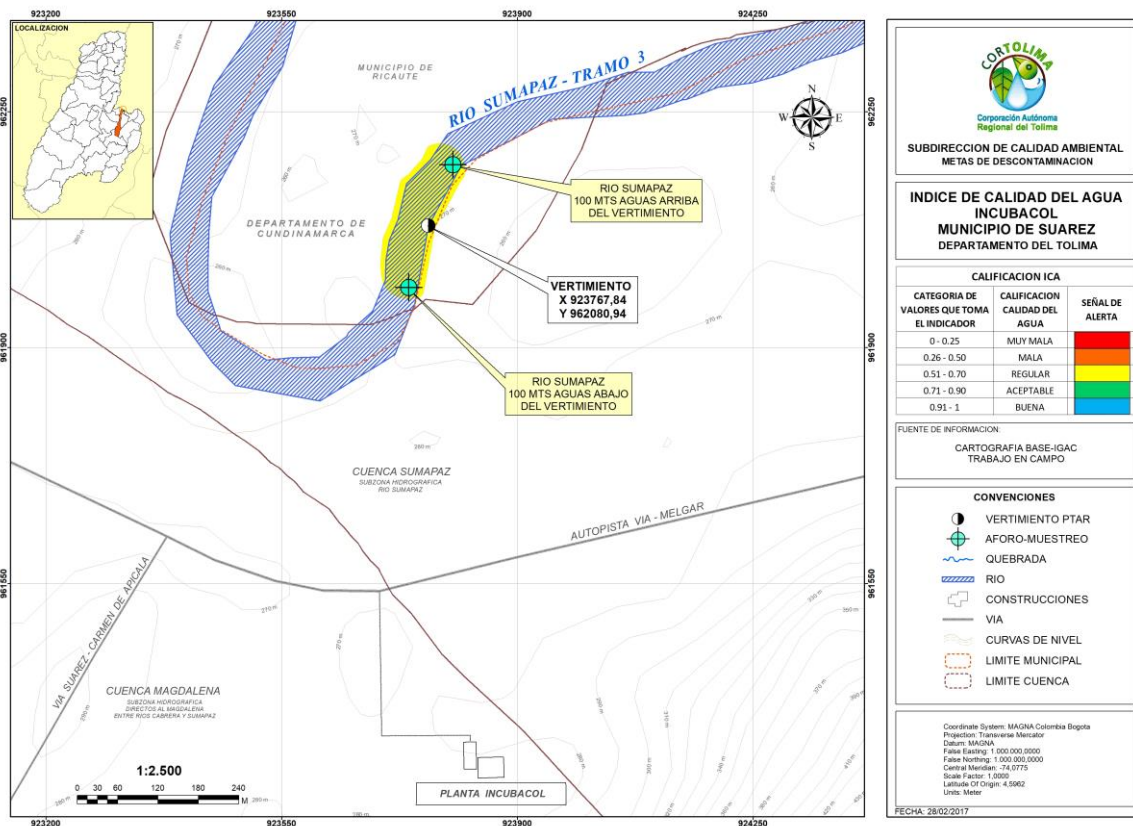 923200
923550
923900
924250
LOCALIZACION
MUNICIPIO DE
RICAUTE
RIO SUMAPAZ - TRAMO 3
N
W
E
S
962250
962250
RIO SUMAPAZ
100 MTS AGUAS ARRIBA
DEL VERTIMIENTO
DEPARTAMENTO DE
CUNDINAMARCA
VERTIMIENTO
X 923767,84
Y 962080,94
961900
961900
RIO SUMAPAZ
100 MTS AGUAS ABAJO
DEL VERTIMIENTO
CUENCA SUMAPAZ
SUBZONA HIDROGRAFICA
RIO SUMAPAZ
AUTOPISTA VIA - MELGAR
961550
961550
VIA SUAREZ - CARMEN DE APICALA
CUENCA MAGDALENA
SUBZONA HIDROGRAFICA
DIRECTOS AL MAGDALENA
ENTRE RIOS CABRERA Y SUMAPAZ
1:2.500
0 30 60 120 180 240
M
PLANTA INCUBACOL
923200
923550
923900
924250
CORTOLIMA
Corporación Autónoma
Regional del Tolima
SUBDIRECCION DE CALIDAD AMBIENTAL
METAS DE DESCONTAMINACION
INDICE DE CALIDAD DEL AGUA
INCUBACOL
MUNICIPIO DE SUAREZ
DEPARTAMENTO DEL TOLIMA
CALIFICACION ICA
CATEGORIA DE
VALORES QUE TOMA
EL INDICADOR
CALIFICACION
CALIDAD DEL
AGUA
SEÑAL DE
ALERTA
0 - 0.25 MUY MALA
0.26 - 0.50 MALA
0.51 - 0.70 REGULAR
0.71 - 0.90 ACEPTABLE
0.91 - 1 BUENA
FUENTE DE INFORMACION:
CARTOGRAFIA BASE-IGAC
TRABAJO EN CAMPO
CONVENCIONES
VERTIMIENTO PTAR
AFORO-MUESTREO
QUEBRADA
RIO
CONSTRUCCIONES
VIA
CURVAS DE NIVEL
LIMITE MUNICIPAL
LIMITE CUENCA
Coordinate System: MAGNA Colombia Bogota
Projection: Transverse Mercator
Datum: MAGNA
False Easting: 1.000.000,0000
False Northing: 1.000.000,0000
Central Meridian: -74,0775
Scale Factor: 1,0000
Latitude Of Origin: 4,5962
Units: Meter
FECHA: 28/02/2017